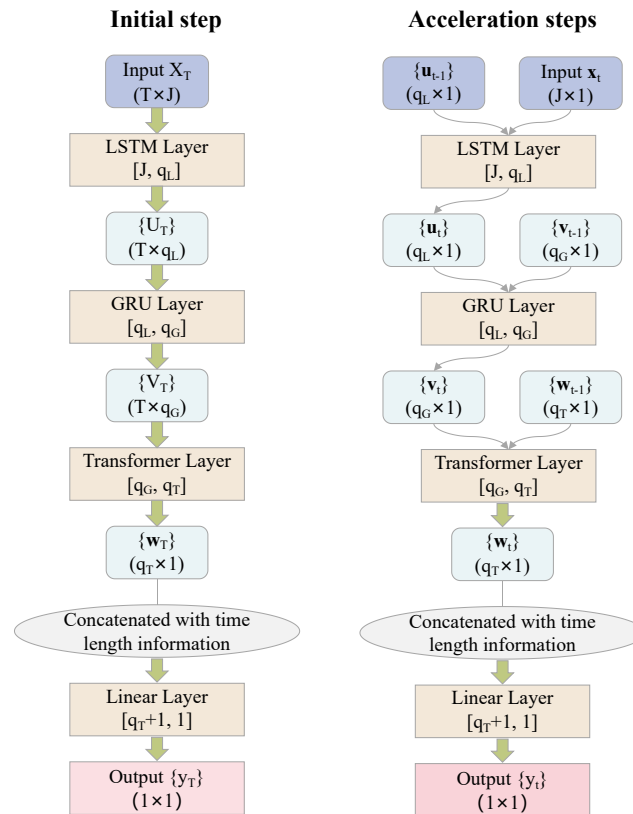 Initial step
Input X_T
(T×J)
LSTM Layer
[J, q_L]
{U_T}
(T×q_L)
GRU Layer
[q_L, q_G]
{V_T}
(T×q_G)
Transformer Layer
[q_G, q_T]
{w_T}
(q_T×1)
Concatenated with time
length information
Linear Layer
[q_T+1, 1]
Output {y_T}
(1×1)
Acceleration steps
{u_t-1}
(q_L×1)
Input x_t
(J×1)
LSTM Layer
[J, q_L]
{u_t}
(q_L×1)
{v_t-1}
(q_G×1)
GRU Layer
[q_L, q_G]
{v_t}
(q_G×1)
{w_t-1}
(q_T×1)
Transformer Layer
[q_G, q_T]
{w_t}
(q_T×1)
Concatenated with time
length information
Linear Layer
[q_T+1, 1]
Output {y_t}
(1×1)